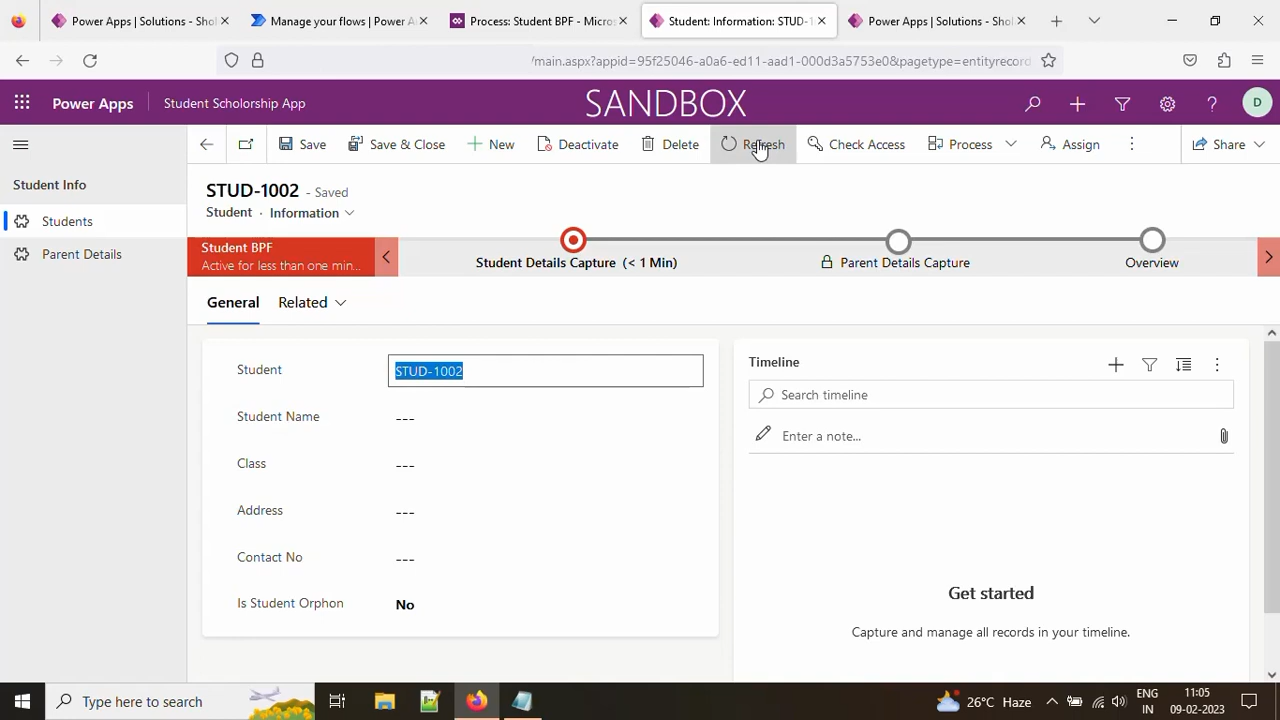 Power Apps | Solutions - Shol
Manage your flows | Power A
Process: Student BPF - Micros
Student: Information: STUD-1
Power Apps | Solutions - Shol
/main.aspx?appid=95f25046-a0a6-ed11-aad1-000d3a5753e0&pagetype=entityrecord
Power Apps
Student Scholorship App
SANDBOX
D
Save
Save & Close
New
Deactivate
Delete
Refresh
Check Access
Process
Assign
Share
Student Info
Students
Parent Details
STUD-1002 - Saved
Student · Information
Student BPF
Active for less than one min...
Student Details Capture (< 1 Min)
Parent Details Capture
Overview
General
Related
Student
STUD-1002
Student Name
---
Class
---
Address
---
Contact No
---
Is Student Orphon
No
Timeline
Search timeline
Enter a note...
Get started
Capture and manage all records in your timeline.
Type here to search
26°C Haze
ENG
IN
11:05
09-02-2023